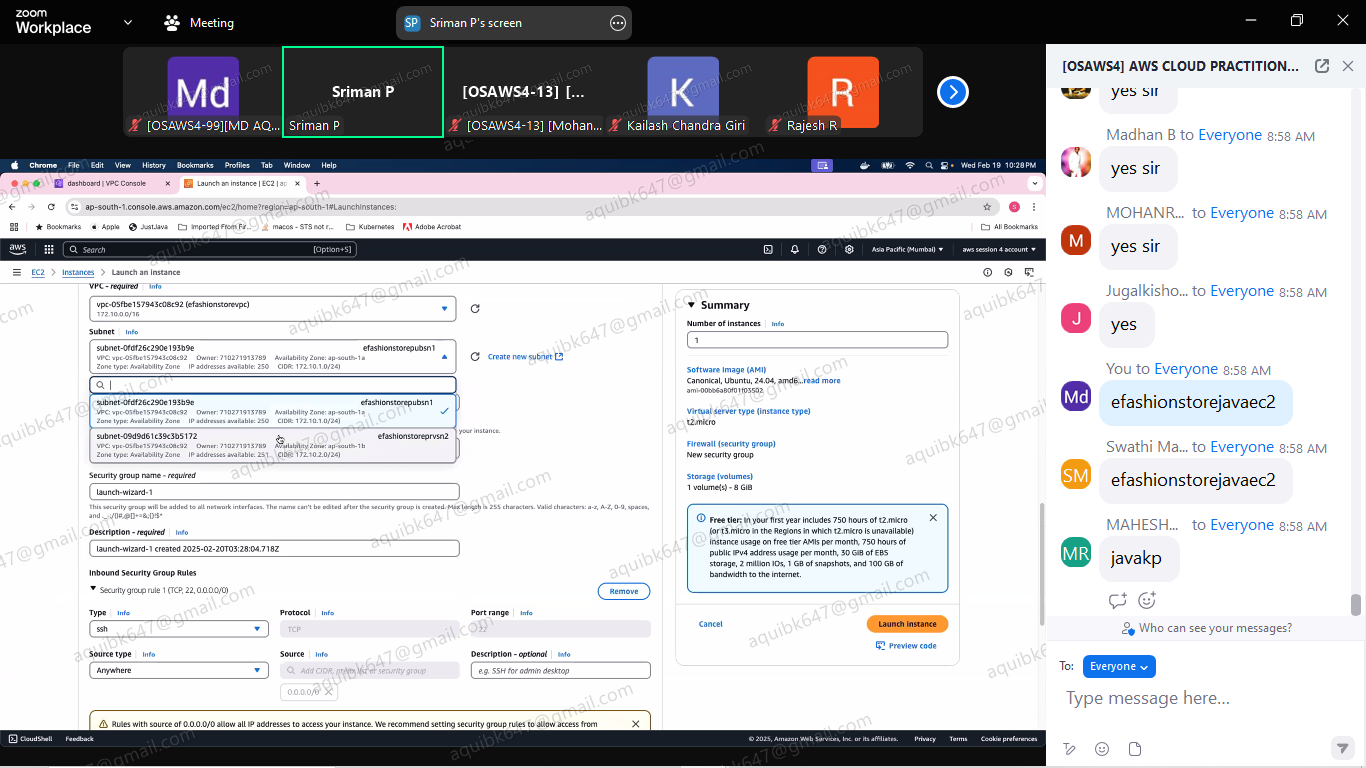 zoom
Workplace
Meeting
SP
Sriman P's screen
Md
[OSAWS4-99][MD AQ...
Sriman P
Sriman P
[OSAWS4-13] [...
[OSAWS4-13] [Mohan...
K
Kailash Chandra Giri
R
Rajesh R
Chrome File Edit View History Bookmarks Profiles Tab Window Help
Wed Feb 19 10:28 PM
dashboard | VPC Console
Launch an instance | EC2 | ap
ap-south-1.console.aws.amazon.com/ec2/home?region=ap-south-1#LaunchInstances:
Bookmarks Apple JustJava Imported From Fir... macos - STS not r... Kubernetes Adobe Acrobat All Bookmarks
aws
Search [Option+S]
Asia Pacific (Mumbai)
aws session 4 account
EC2 > Instances > Launch an instance
VPC - required Info
vpc-05fbe157943c08c92 (efashionstorevpc)
172.10.0.0/16
Subnet Info
subnet-0fdf26c290e193b9e efashionstorepubsn1
VPC: vpc-05fbe157943c08c92 Owner: 710271913789 Availability Zone: ap-south-1a
Zone type: Availability Zone IP addresses available: 250 CIDR: 172.10.1.0/24)
Create new subnet
subnet-0fdf26c290e193b9e efashionstorepubsn1
VPC: vpc-05fbe157943c08c92 Owner: 710271913789 Availability Zone: ap-south-1a
Zone type: Availability Zone IP addresses available: 250 CIDR: 172.10.1.0/24)
your instance.
subnet-09d9d61c39c3b5172 efashionstoreprvsn2
VPC: vpc-05fbe157943c08c92 Owner: 710271913789 Availability Zone: ap-south-1b
Zone type: Availability Zone IP addresses available: 251 CIDR: 172.10.2.0/24)
Security group name - required
launch-wizard-1
This security group will be added to all network interfaces. The name can't be edited after the security group is created. Max length is 255 characters. Valid characters: a-z, A-Z, 0-9, spaces,
and ._-:/()#,@[]+=&;{}!$*
Description - required Info
launch-wizard-1 created 2025-02-20T03:28:04.718Z
Inbound Security Group Rules
Security group rule 1 (TCP, 22, 0.0.0.0/0)
Remove
Type Info Protocol Info Port range Info
ssh TCP 22
Source type Info Source Info Description - optional Info
Anywhere Add CIDR, prefix list or security group e.g. SSH for admin desktop
0.0.0.0/0
Rules with source of 0.0.0.0/0 allow all IP addresses to access your instance. We recommend setting security group rules to allow access from
Summary
Number of instances Info
1
Software Image (AMI)
Canonical, Ubuntu, 24.04, amd6...read more
ami-00bb6a80f01f03502
Virtual server type (instance type)
t2.micro
Firewall (security group)
New security group
Storage (volumes)
1 volume(s) - 8 GiB
Free tier: In your first year includes 750 hours of t2.micro
(or t3.micro in the Regions in which t2.micro is unavailable)
instance usage on free tier AMIs per month, 750 hours of
public IPv4 address usage per month, 30 GiB of EBS
storage, 2 million IOs, 1 GB of snapshots, and 100 GB of
bandwidth to the internet.
Cancel
Launch instance
Preview code
CloudShell Feedback
© 2025, Amazon Web Services, Inc. or its affiliates. Privacy Terms Cookie preferences
[OSAWS4] AWS CLOUD PRACTITION...
yes sir
Madhan B to Everyone 8:58 AM
yes sir
MOHANR... to Everyone 8:58 AM
M
yes sir
Jugalkisho... to Everyone 8:58 AM
J
yes
You to Everyone 8:58 AM
Md
efashionstorejavaec2
Swathi Ma... to Everyone 8:58 AM
SM
efashionstorejavaec2
MAHESH... to Everyone 8:58 AM
MR
javakp
Who can see your messages?
To: Everyone
Type message here...
aquibk647@gmail.com